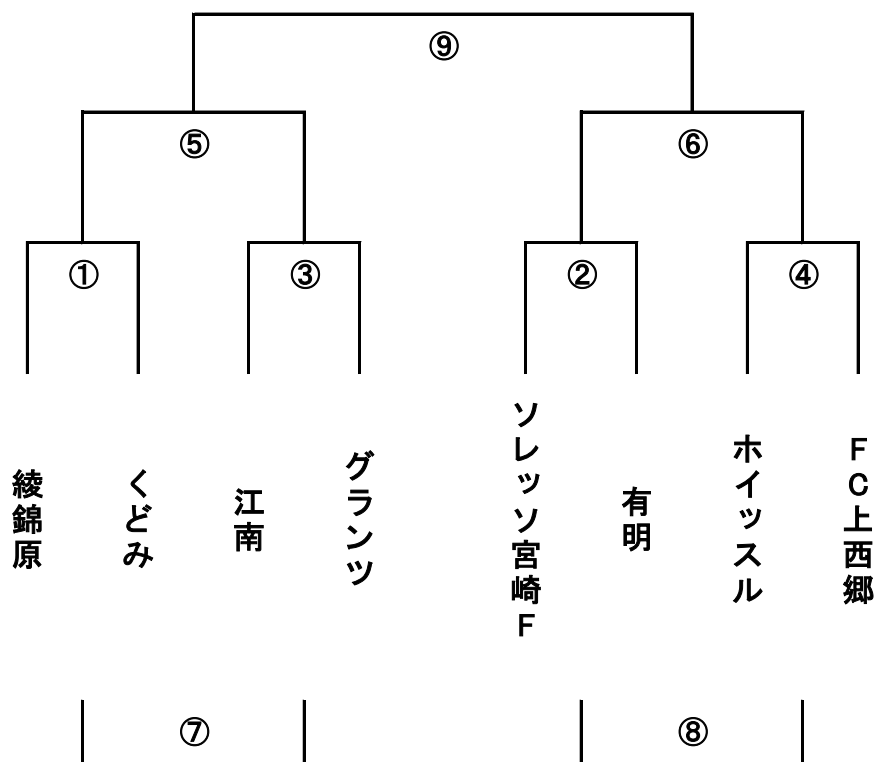 ⑨
⑤
⑥
①
③
②
④
綾錦原
くどみ
江南
グランツ
ソレッソ宮崎F
有明
ホイッスル
FC上西郷
⑦
⑧